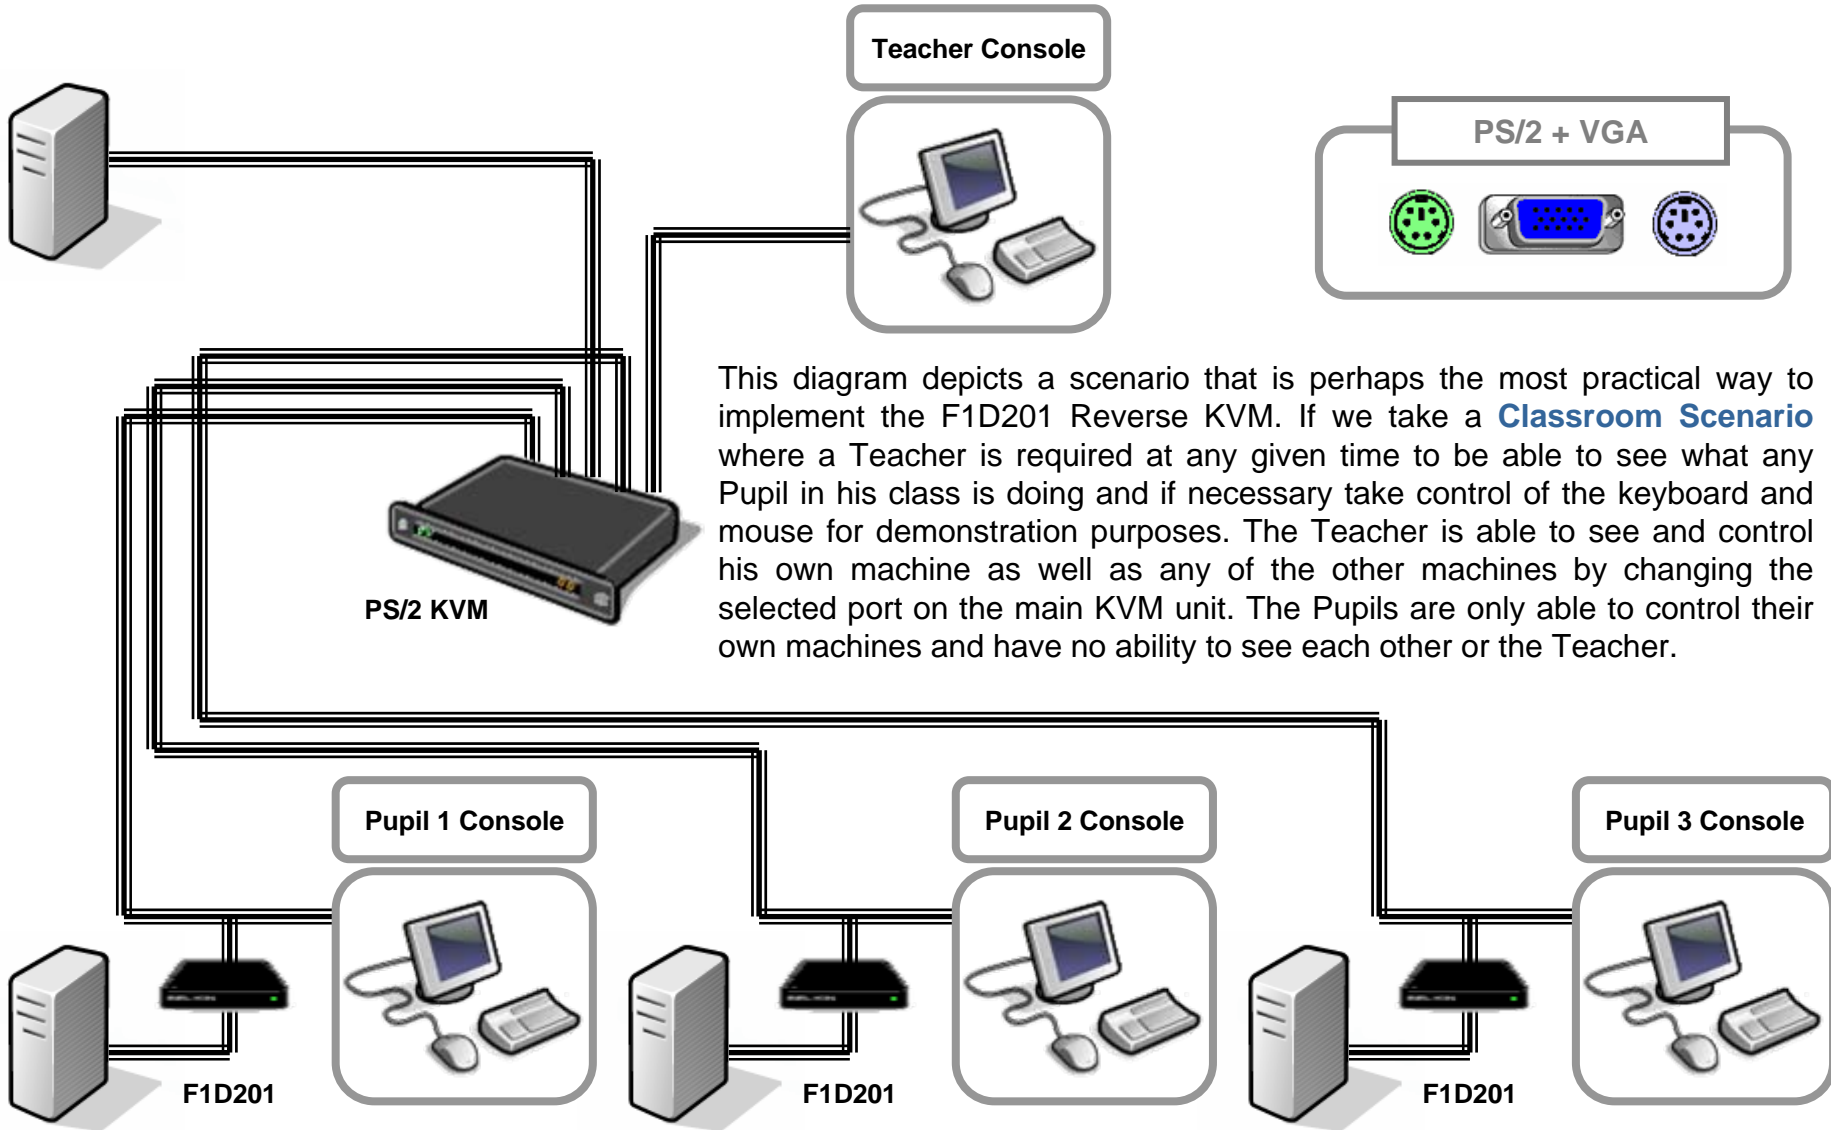 Teacher Console
PS/2 + VGA
This diagram depicts a scenario that is perhaps the most practical way to
implement the F1D201 Reverse KVM. If we take a Classroom Scenario
where a Teacher is required at any given time to be able to see what any
Pupil in his class is doing and if necessary take control of the keyboard and
mouse for demonstration purposes. The Teacher is able to see and control
his own machine as well as any of the other machines by changing the
selected port on the main KVM unit. The Pupils are only able to control their
own machines and have no ability to see each other or the Teacher.
PS/2 KVM
Pupil 1 Console
Pupil 2 Console
Pupil 3 Console
F1D201
F1D201
F1D201